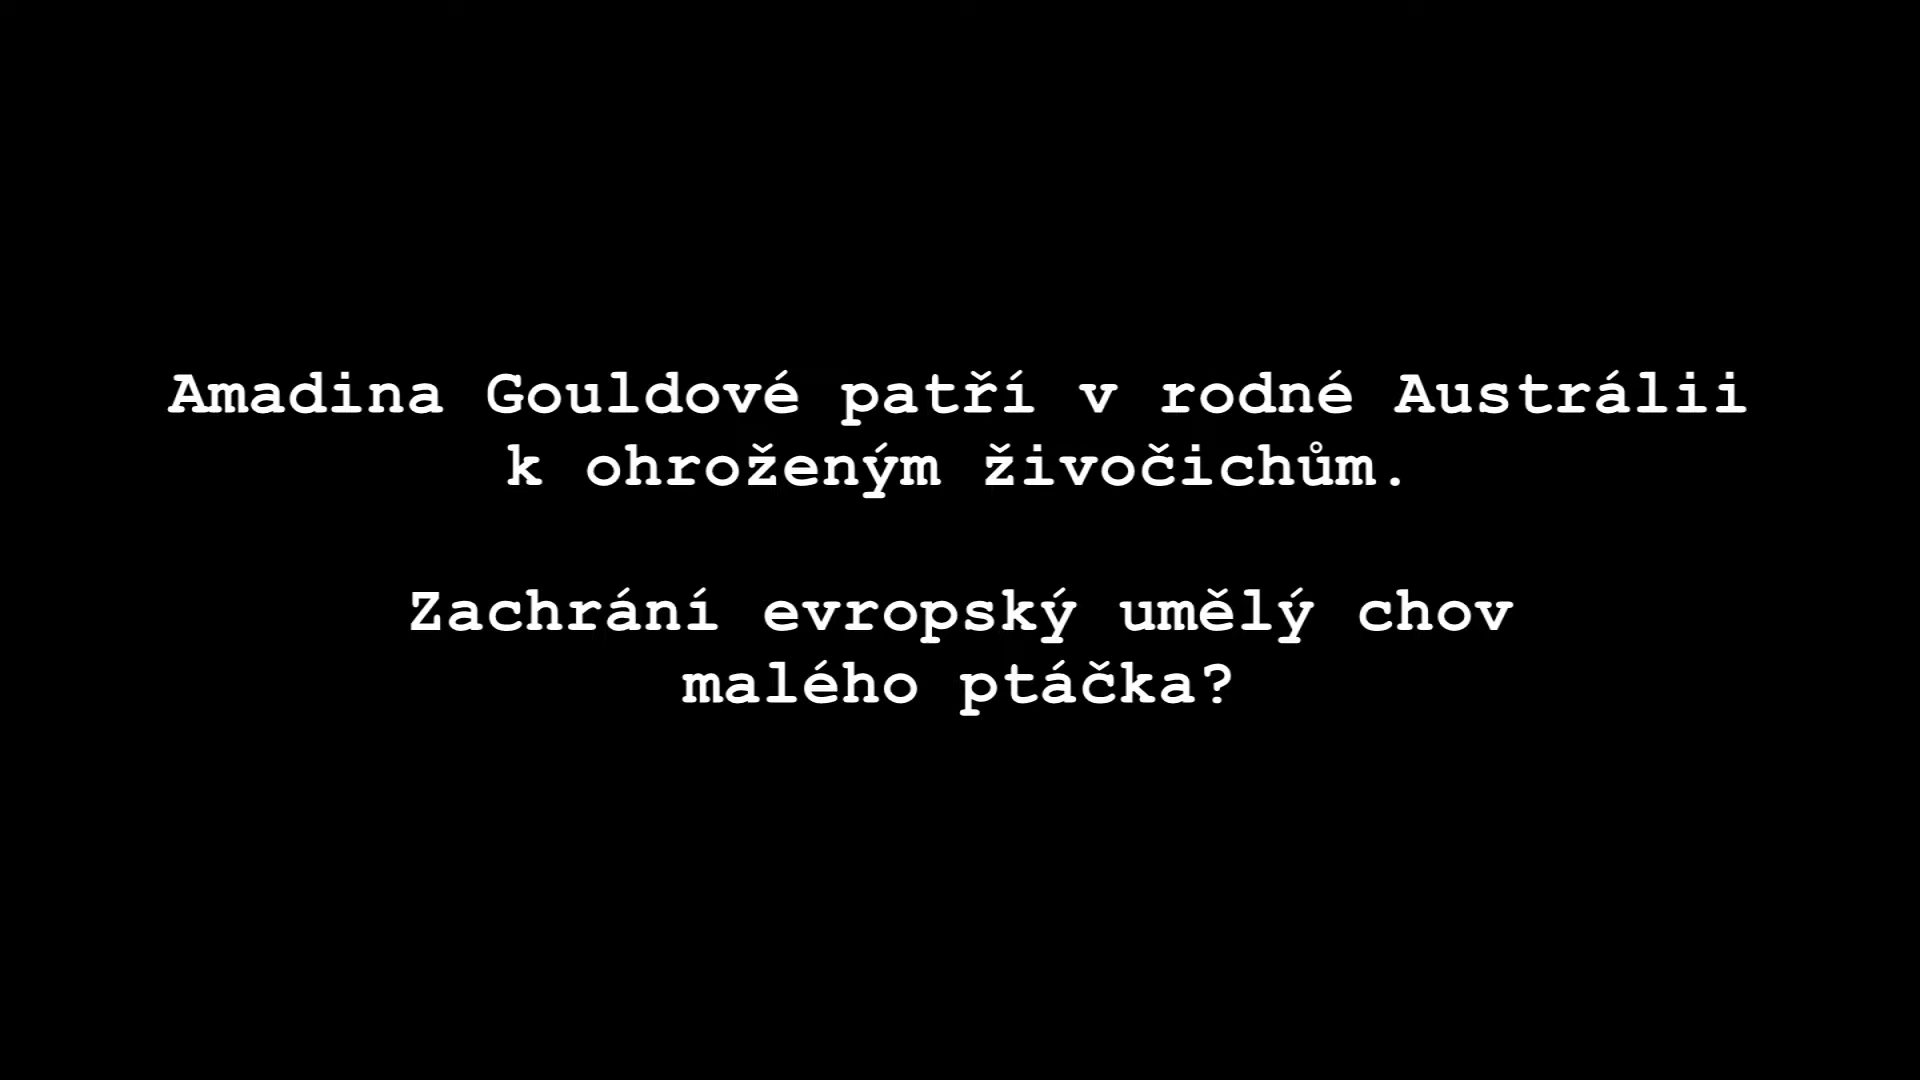 Amadina Gouldové patří v rodné Austrálii
k ohroženým živočichům.
Zachrání evropský umělý chov
malého ptáčka?